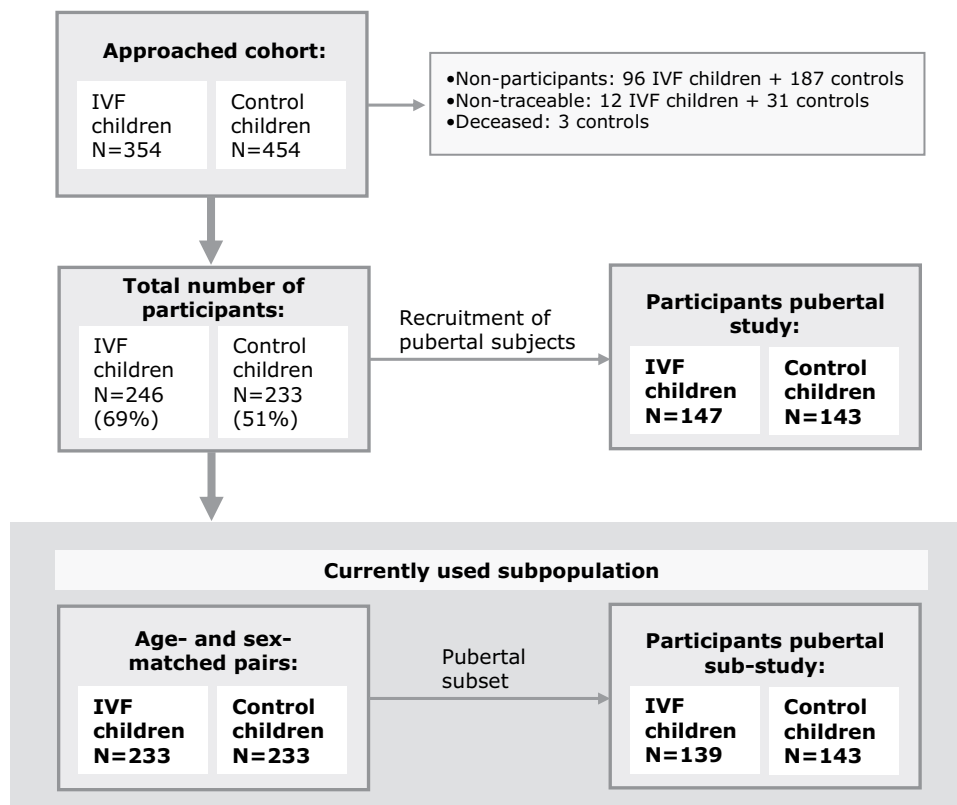 Approached cohort:
IVF
children
N=354
Control
children
N=454
•Non-participants: 96 IVF children + 187 controls
•Non-traceable: 12 IVF children + 31 controls
•Deceased: 3 controls
Total number of
participants:
IVF
children
N=246
(69%)
Control
children
N=233
(51%)
Recruitment of
pubertal subjects
Participants pubertal
study:
IVF
children
N=147
Control
children
N=143
Currently used subpopulation
Age- and sex-
matched pairs:
IVF
children
N=233
Control
children
N=233
Pubertal
subset
Participants pubertal
sub-study:
IVF
children
N=139
Control
children
N=143